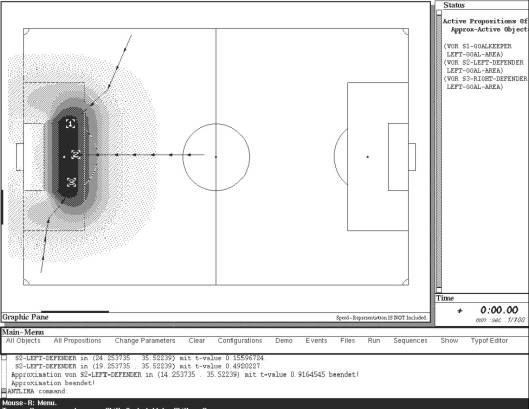 Status
Active Propositions Of
Approx-Active Object
(VOR S1-GOALKEEPER
LEFT-GOAL-AREA)
(VOR S2-LEFT-DEFENDER
LEFT-GOAL-AREA)
(VOR S3-RIGHT-DEFENDER
LEFT-GOAL-AREA)
Graphic Pane
Speed-Representation IS NOT Included.
Time
+ 0:00.00
min sec 1/100
Main-Menu
All Objects All Propositions Change Parameters Clear Configurations Demo Events Files Run Sequences Show Typof Editor
S2-LEFT-DEFENDER in (24.253735 . 35.52239) mit t-value 0.15596724
S2-LEFT-DEFENDER in (19.253735 . 35.52239) mit t-value 0.4920227
Approximation von S2-LEFT-DEFENDER in (14.253735 . 35.52239) mit t-value 0.9164545 beendet!
Approximation beendet!
ANTLIMA command:
Mouse-R: Menu.